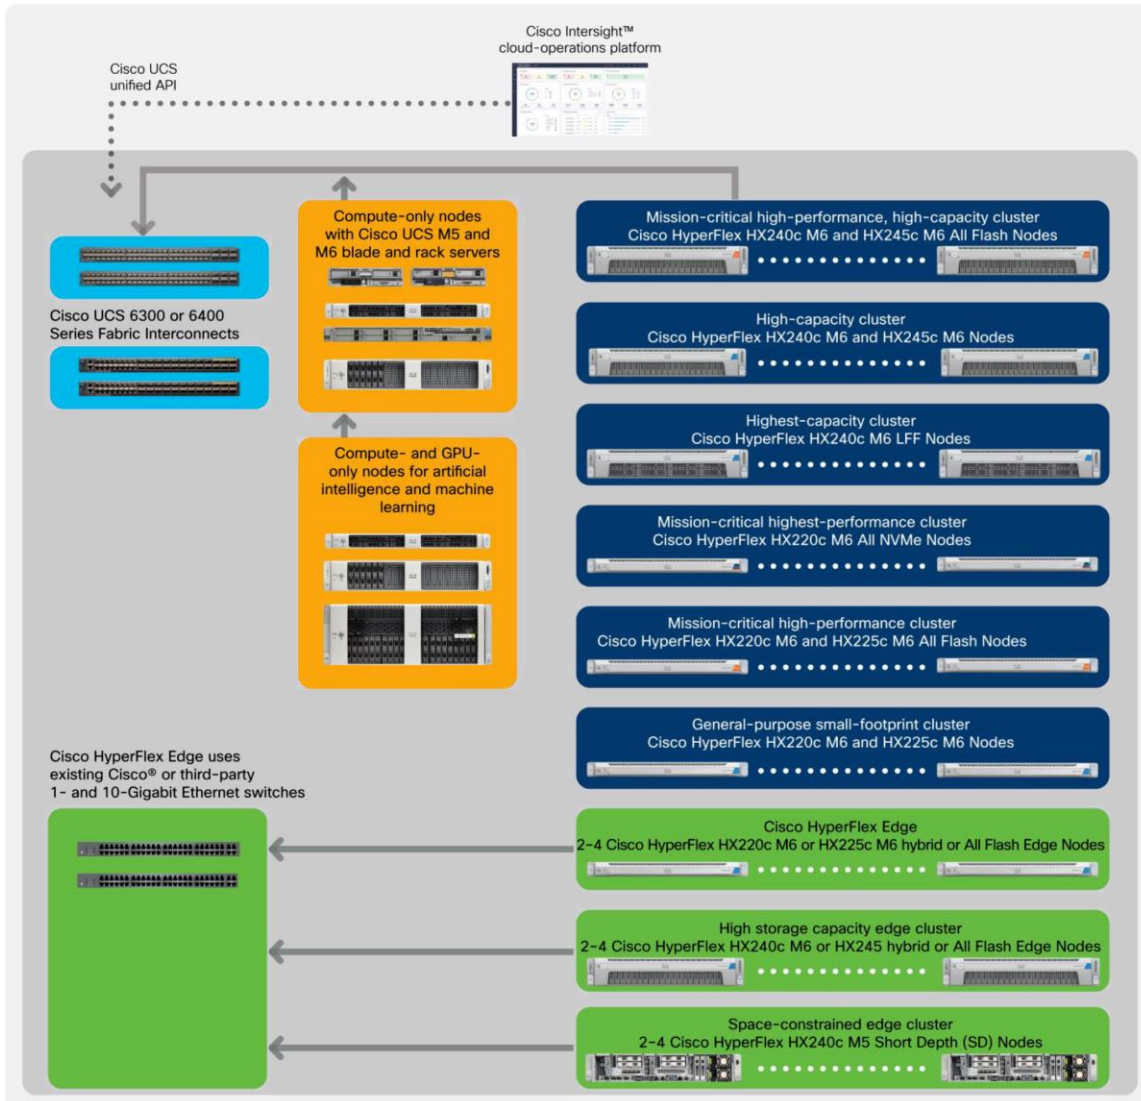 Cisco Intersight™
cloud-operations platform
Cisco UCS
unified API
Cisco UCS 6300 or 6400
Series Fabric Interconnects
Compute-only nodes
with Cisco UCS M5 and
M6 blade and rack servers
Compute- and GPU-
only nodes for artificial
intelligence and machine
learning
Mission-critical high-performance, high-capacity cluster
Cisco HyperFlex HX240c M6 and HX245c M6 All Flash Nodes
High-capacity cluster
Cisco HyperFlex HX240c M6 and HX245c M6 Nodes
Highest-capacity cluster
Cisco HyperFlex HX240c M6 LFF Nodes
Mission-critical highest-performance cluster
Cisco HyperFlex HX220c M6 All NVMe Nodes
Mission-critical high-performance cluster
Cisco HyperFlex HX220c M6 and HX225c M6 All Flash Nodes
General-purpose small-footprint cluster
Cisco HyperFlex HX220c M6 and HX225c M6 Nodes
Cisco HyperFlex Edge uses
existing Cisco® or third-party
1- and 10-Gigabit Ethernet switches
Cisco HyperFlex Edge
2-4 Cisco HyperFlex HX220c M6 or HX225c M6 hybrid or All Flash Edge Nodes
High storage capacity edge cluster
2-4 Cisco HyperFlex HX240c M6 or HX245 hybrid or All Flash Edge Nodes
Space-constrained edge cluster
2-4 Cisco HyperFlex HX240c M5 Short Depth (SD) Nodes